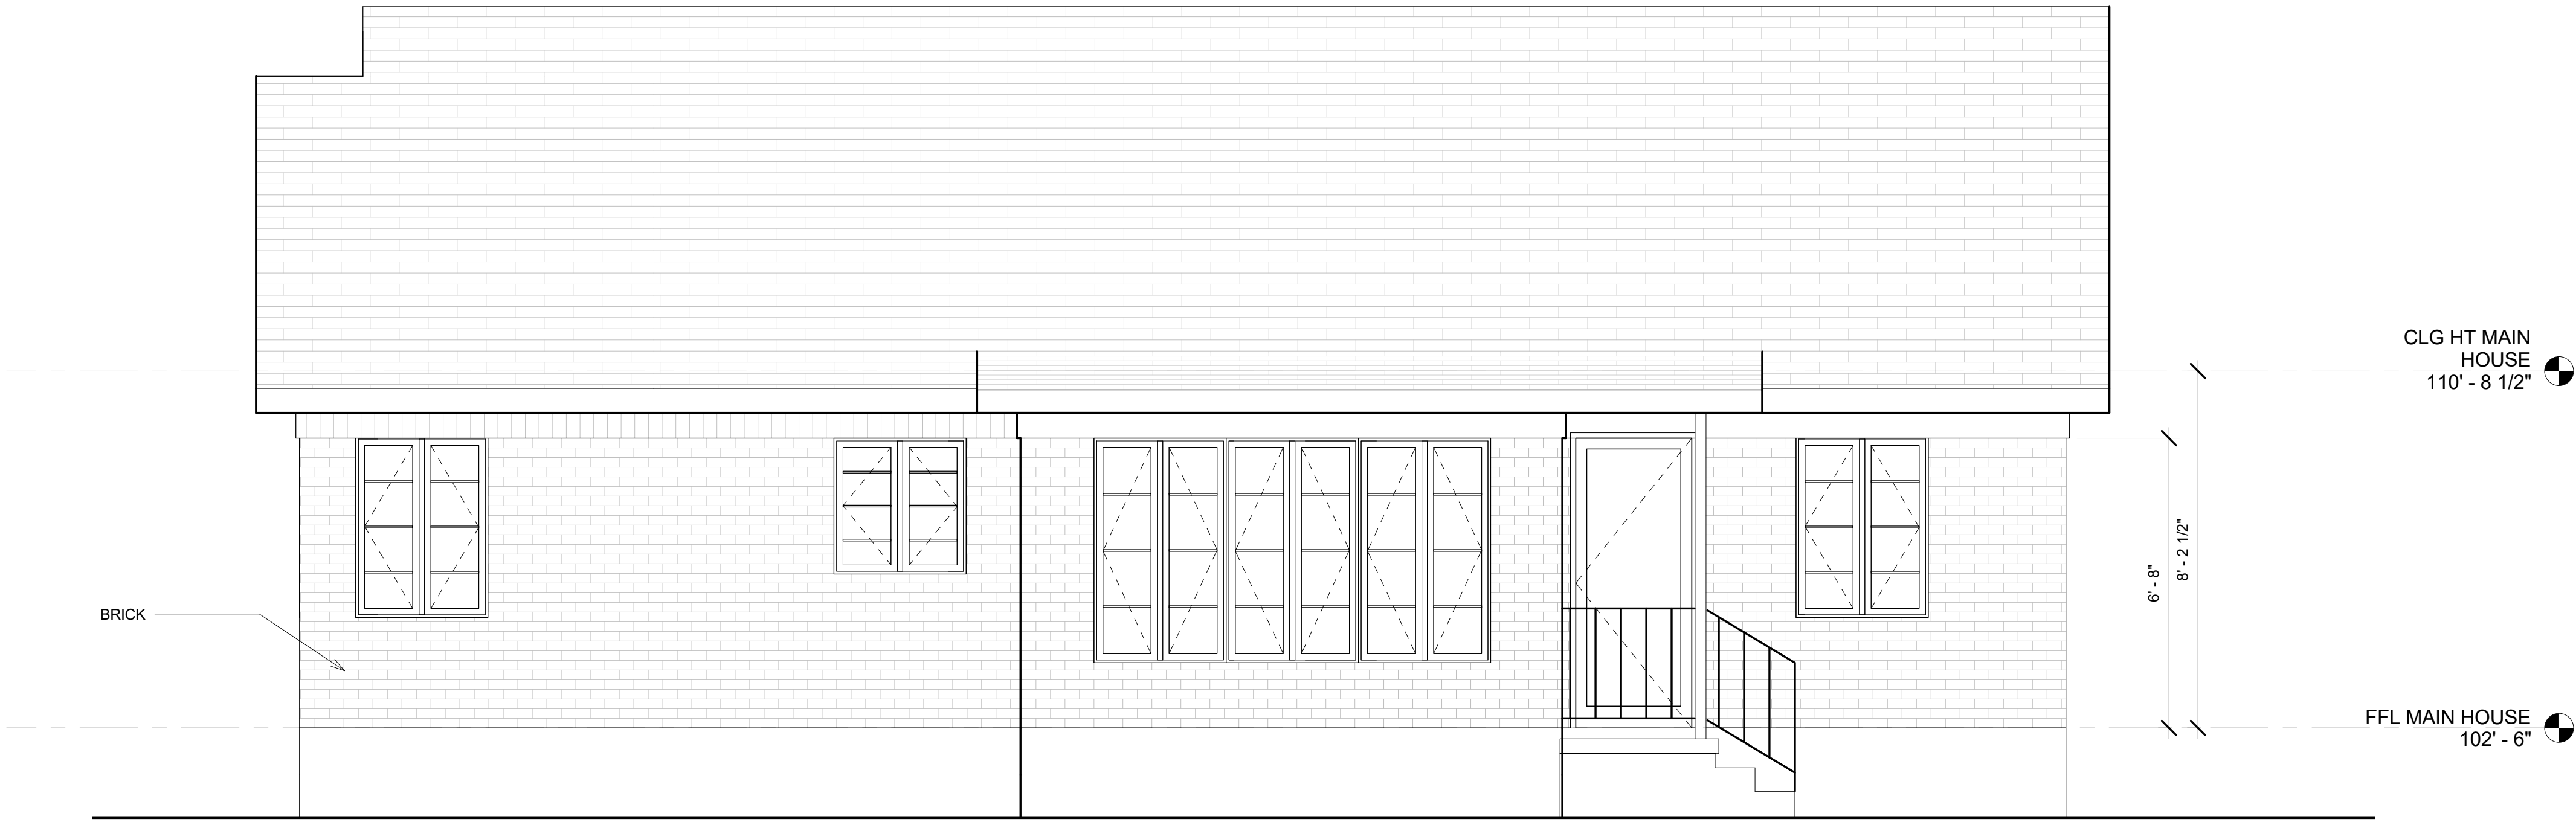 CLG HT MAIN
HOUSE
110' - 8 1/2"
6' - 8"
8' - 2 1/2"
BRICK
FFL MAIN HOUSE
102' - 6"